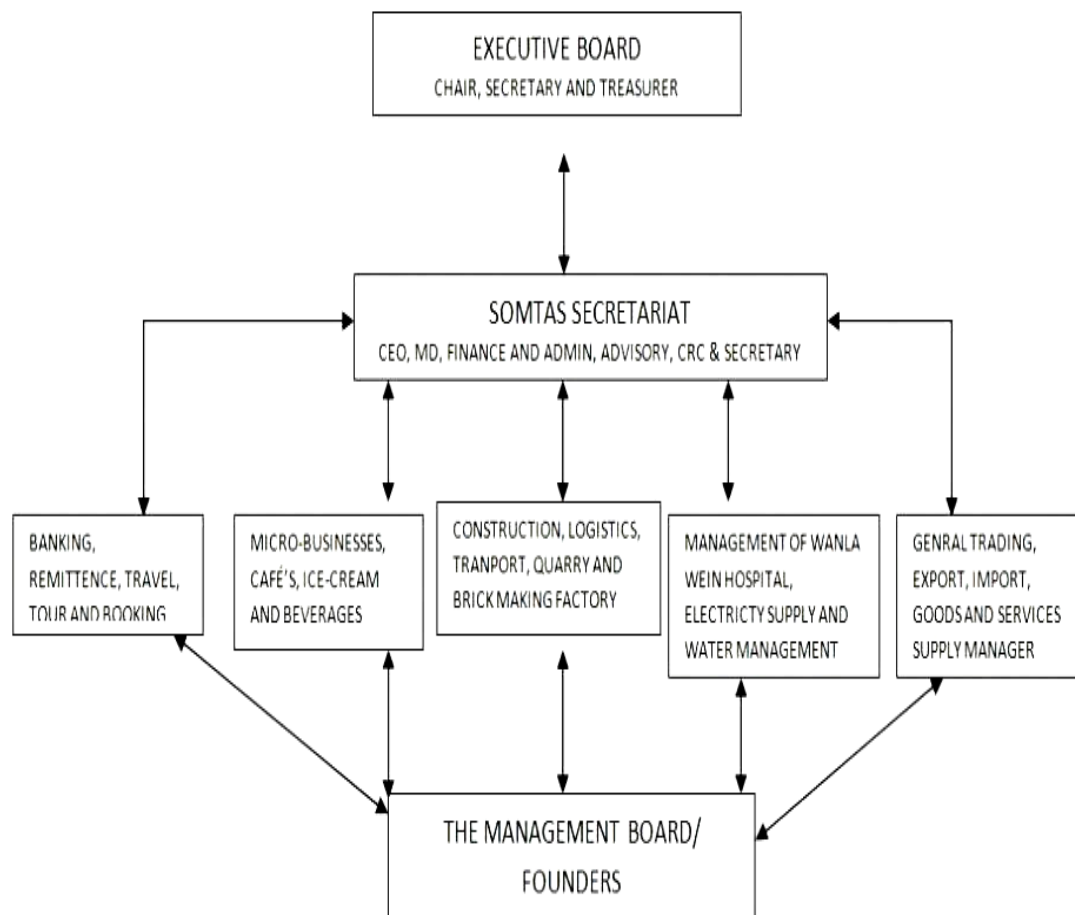 EXECUTIVE BOARD
CHAIR, SECRETARY AND TREASURER
SOMTAS SECRETARIAT
CEO, MD, FINANCE AND ADMIN, ADVISORY, CRC & SECRETARY
BANKING,
REMITTENCE, TRAVEL,
TOUR AND BOOKING
MICRO-BUSINESSES,
CAFÉ'S, ICE-CREAM
AND BEVERAGES
CONSTRUCTION, LOGISTICS,
TRANPORT, QUARRY AND
BRICK MAKING FACTORY
MANAGEMENT OF WANLA
WEIN HOSPITAL,
ELECTRICTY SUPPLY AND
WATER MANAGEMENT
GENRAL TRADING,
EXPORT, IMPORT,
GOODS AND SERVICES
SUPPLY MANAGER
THE MANAGEMENT BOARD/
FOUNDERS